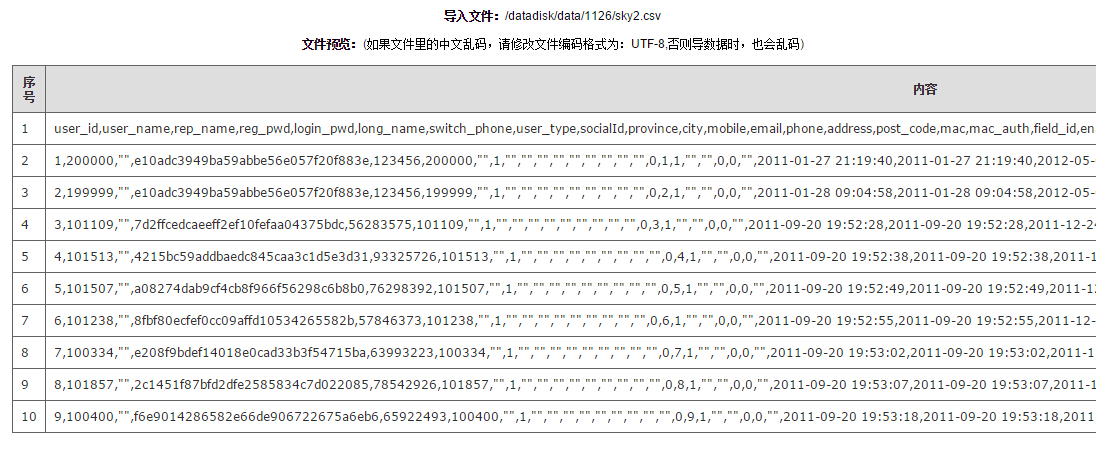 导入文件：/datadisk/data/1126/sky2.csv
文件预览：(如果文件里的中文乱码，请修改文件编码格式为：UTF-8,否则导数据时，也会乱码)
序号 内容
1 user_id,user_name,rep_name,reg_pwd,login_pwd,long_name,switch_phone,user_type,socialId,province,city,mobile,email,phone,address,post_code,mac,mac_auth,field_id,en
2 1,200000,"",e10adc3949ba59abbe56e057f20f883e,123456,200000,"",1,"","","","","","","","","",0,1,1,"","",0,0,"",2011-01-27 21:19:40,2011-01-27 21:19:40,2012-05-
3 2,199999,"",e10adc3949ba59abbe56e057f20f883e,123456,199999,"",1,"","","","","","","","","",0,2,1,"","",0,0,"",2011-01-28 09:04:58,2011-01-28 09:04:58,2012-05-
4 3,101109,"",7d2ffcedcaeeff2ef10fefaa04375bdc,56283575,101109,"",1,"","","","","","","","","",0,3,1,"","",0,0,"",2011-09-20 19:52:28,2011-09-20 19:52:28,2011-12-24
5 4,101513,"",4215bc59addbaedc845caa3c1d5e3d31,93325726,101513,"",1,"","","","","","","","","",0,4,1,"","",0,0,"",2011-09-20 19:52:38,2011-09-20 19:52:38,2011-1
6 5,101507,"",a08274dab9cf4cb8f966f56298c6b8b0,76298392,101507,"",1,"","","","","","","","","",0,5,1,"","",0,0,"",2011-09-20 19:52:49,2011-09-20 19:52:49,2011-12
7 6,101238,"",8fbf80ecfef0cc09affd10534265582b,57846373,101238,"",1,"","","","","","","","","",0,6,1,"","",0,0,"",2011-09-20 19:52:55,2011-09-20 19:52:55,2011-12-
8 7,100334,"",e208f9bdef14018e0cad33b3f54715ba,63993223,100334,"",1,"","","","","","","","","",0,7,1,"","",0,0,"",2011-09-20 19:53:02,2011-09-20 19:53:02,2011-1
9 8,101857,"",2c1451f87bfd2dfe2585834c7d022085,78542926,101857,"",1,"","","","","","","","","",0,8,1,"","",0,0,"",2011-09-20 19:53:07,2011-09-20 19:53:07,2011-1
10 9,100400,"",f6e9014286582e66de906722675a6eb6,65922493,100400,"",1,"","","","","","","","","",0,9,1,"","",0,0,"",2011-09-20 19:53:18,2011-09-20 19:53:18,2011